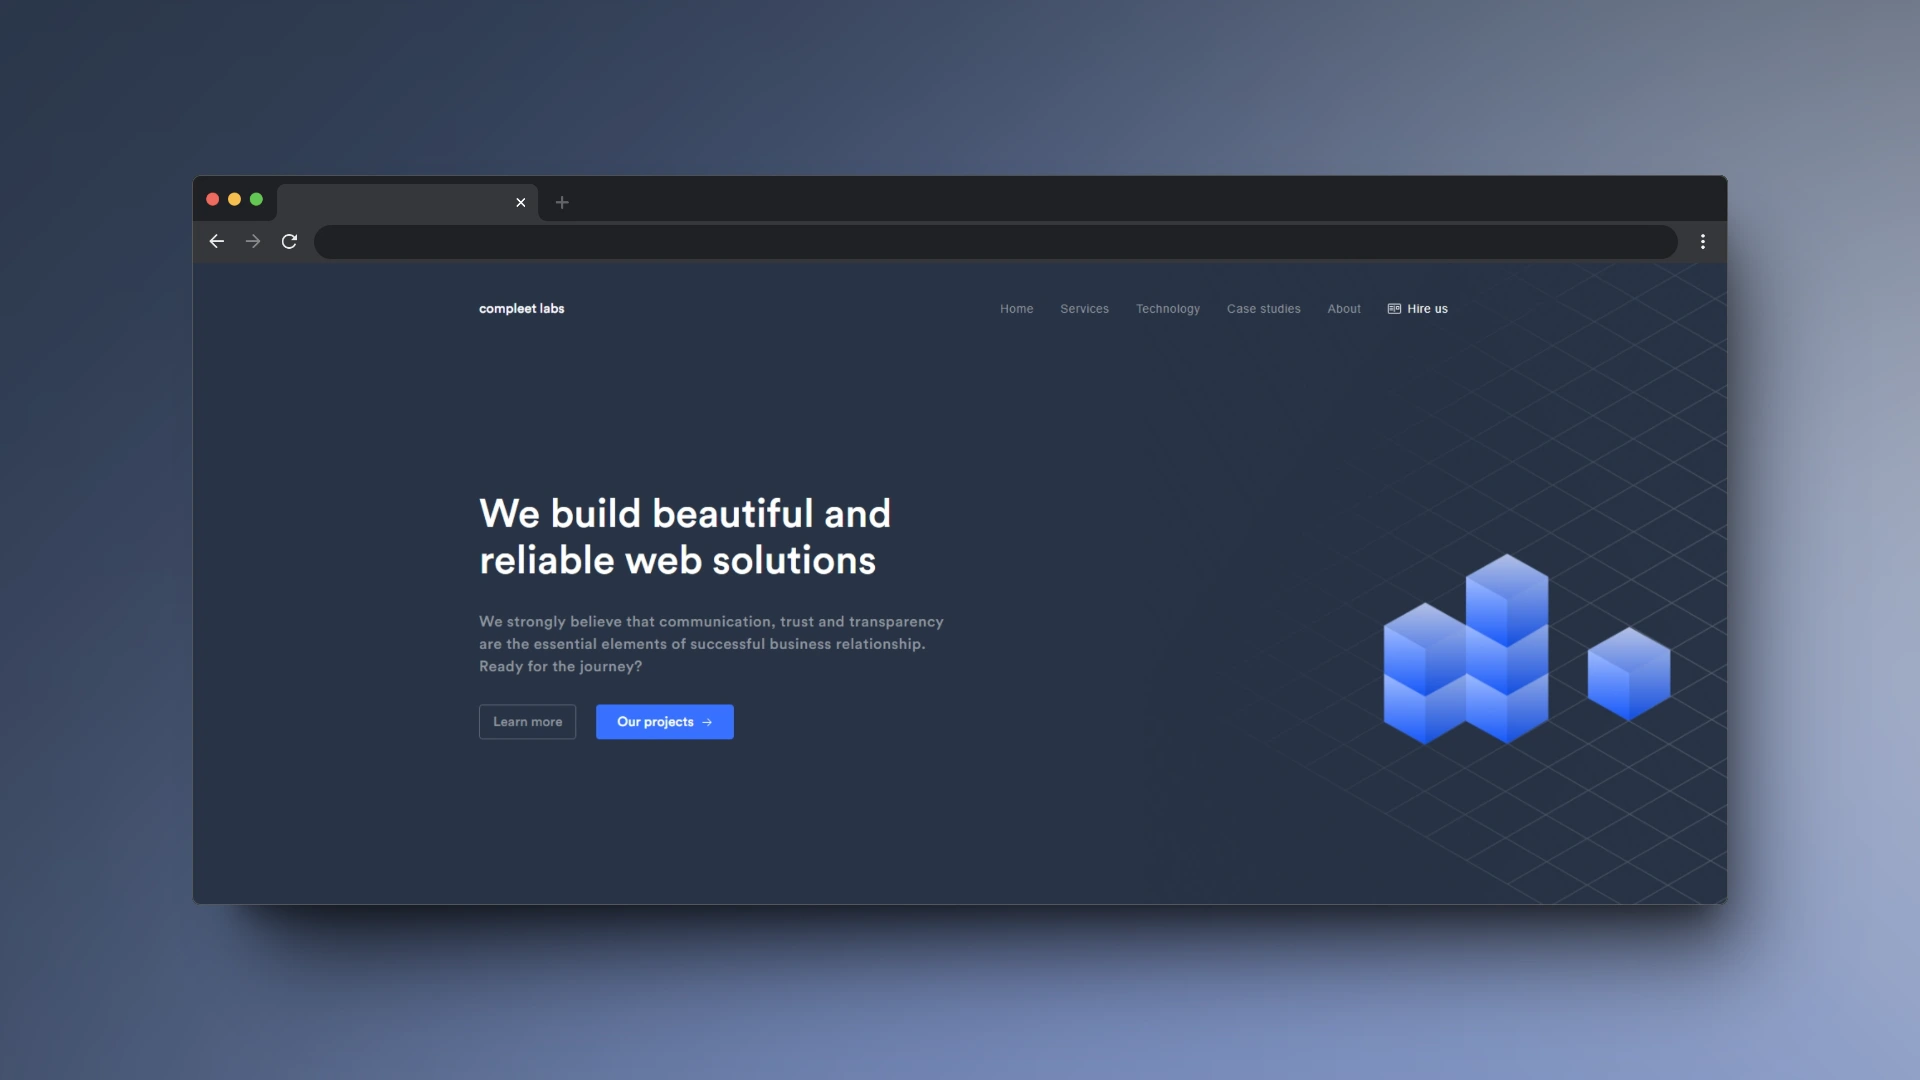 compleet labs
Home Services Technology Case studies About Hire us
We build beautiful and
reliable web solutions
We strongly believe that communication, trust and transparency
are the essential elements of successful business relationship.
Ready for the journey?
Learn more Our projects →